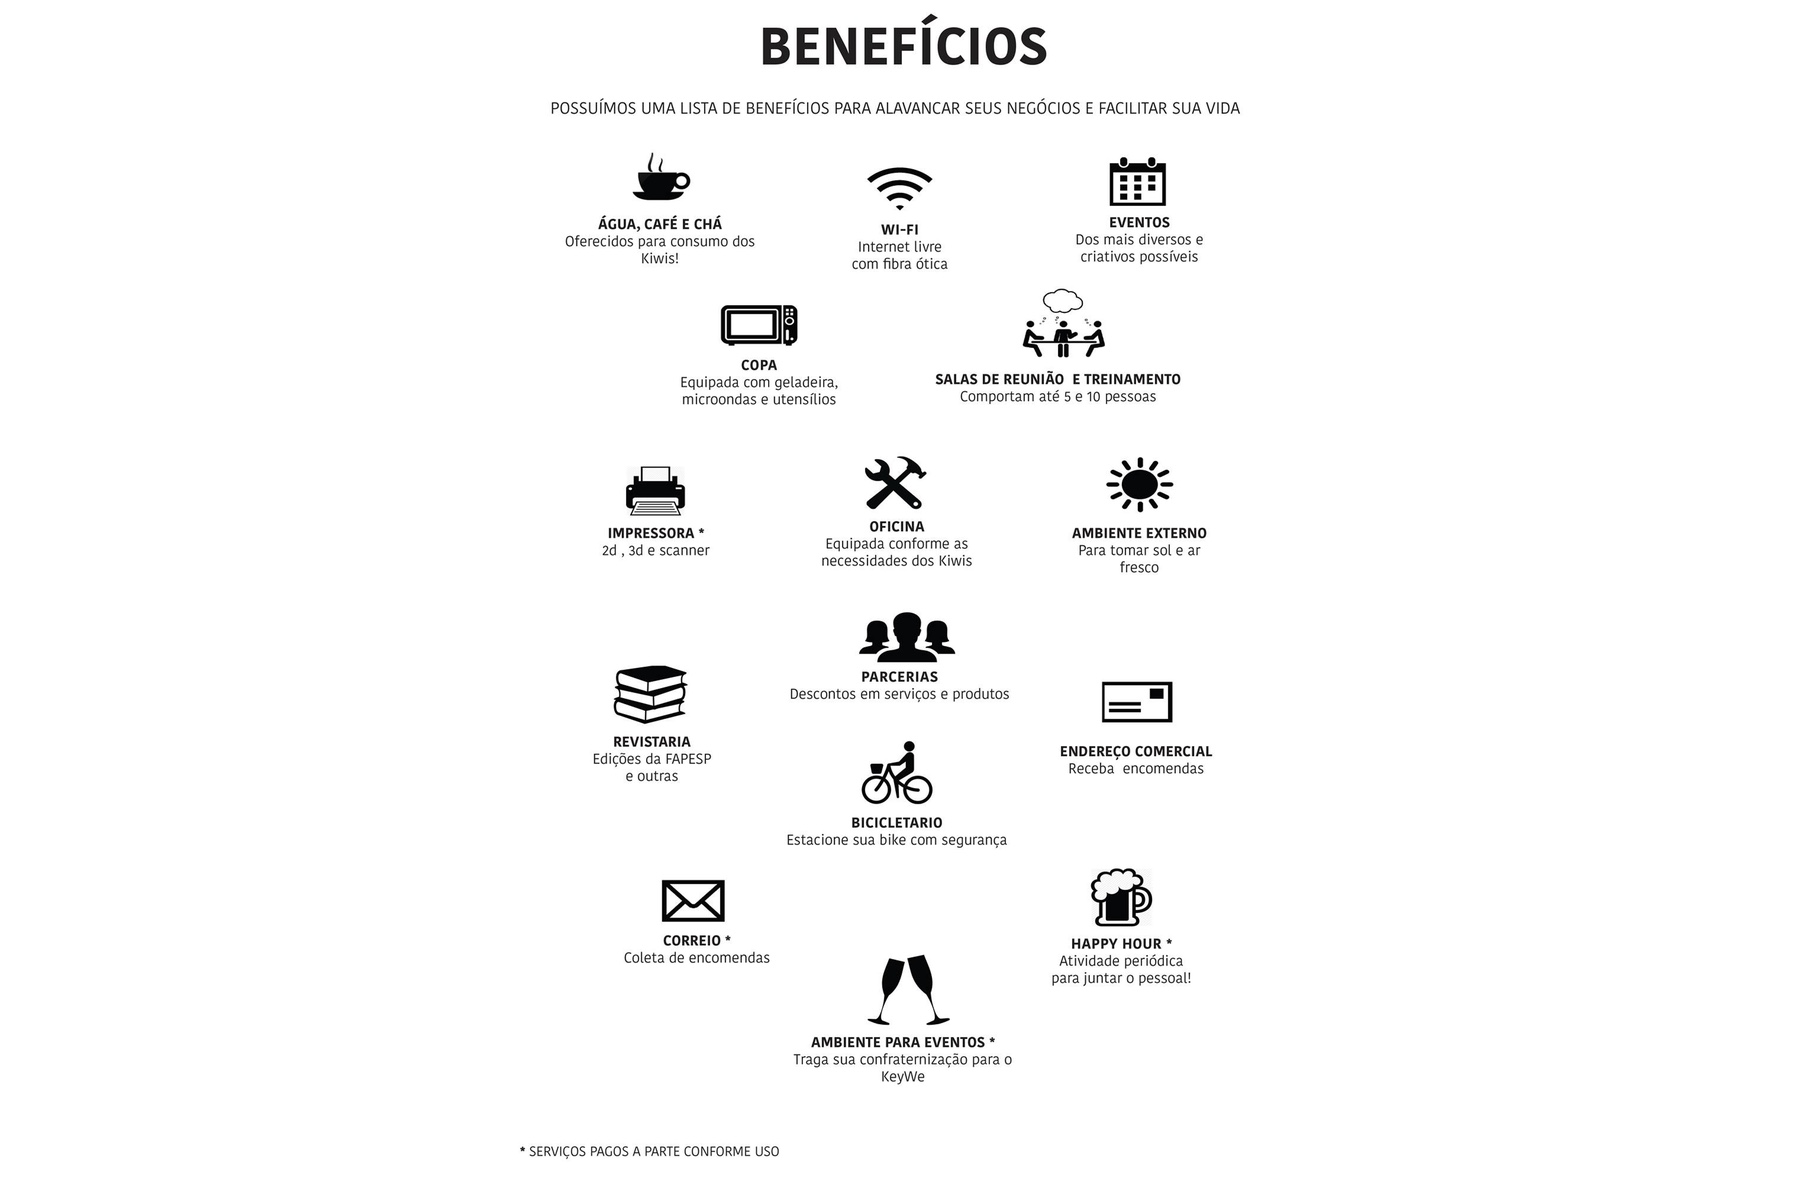 BENEFÍCIOS
POSSUÍMOS UMA LISTA DE BENEFÍCIOS PARA ALAVANCAR SEUS NEGÓCIOS E FACILITAR SUA VIDA
ÁGUA, CAFÉ E CHÁ
Oferecidos para consumo dos
Kiwis!
WI-FI
Internet livre
com fibra ótica
EVENTOS
Dos mais diversos e
criativos possíveis
COPA
Equipada com geladeira,
microondas e utensílios
SALAS DE REUNIÃO  E TREINAMENTO
Comportam até 5 e 10 pessoas
IMPRESSORA *
2d , 3d e scanner
OFICINA
Equipada conforme as
necessidades dos Kiwis
AMBIENTE EXTERNO
Para tomar sol e ar
fresco
PARCERIAS
Descontos em serviços e produtos
REVISTARIA
Edições da FAPESP
e outras
ENDEREÇO COMERCIAL
Receba  encomendas
BICICLETARIO
Estacione sua bike com segurança
CORREIO *
Coleta de encomendas
HAPPY HOUR *
Atividade periódica
para juntar o pessoal!
AMBIENTE PARA EVENTOS *
Traga sua confraternização para o
KeyWe
* SERVIÇOS PAGOS A PARTE CONFORME USO